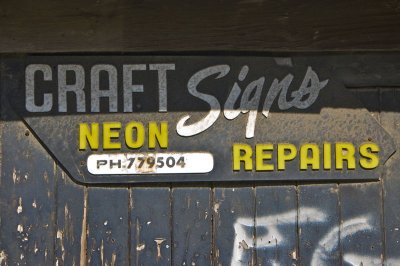 CRAFT Signs
NEON REPAIRS
PH.779504